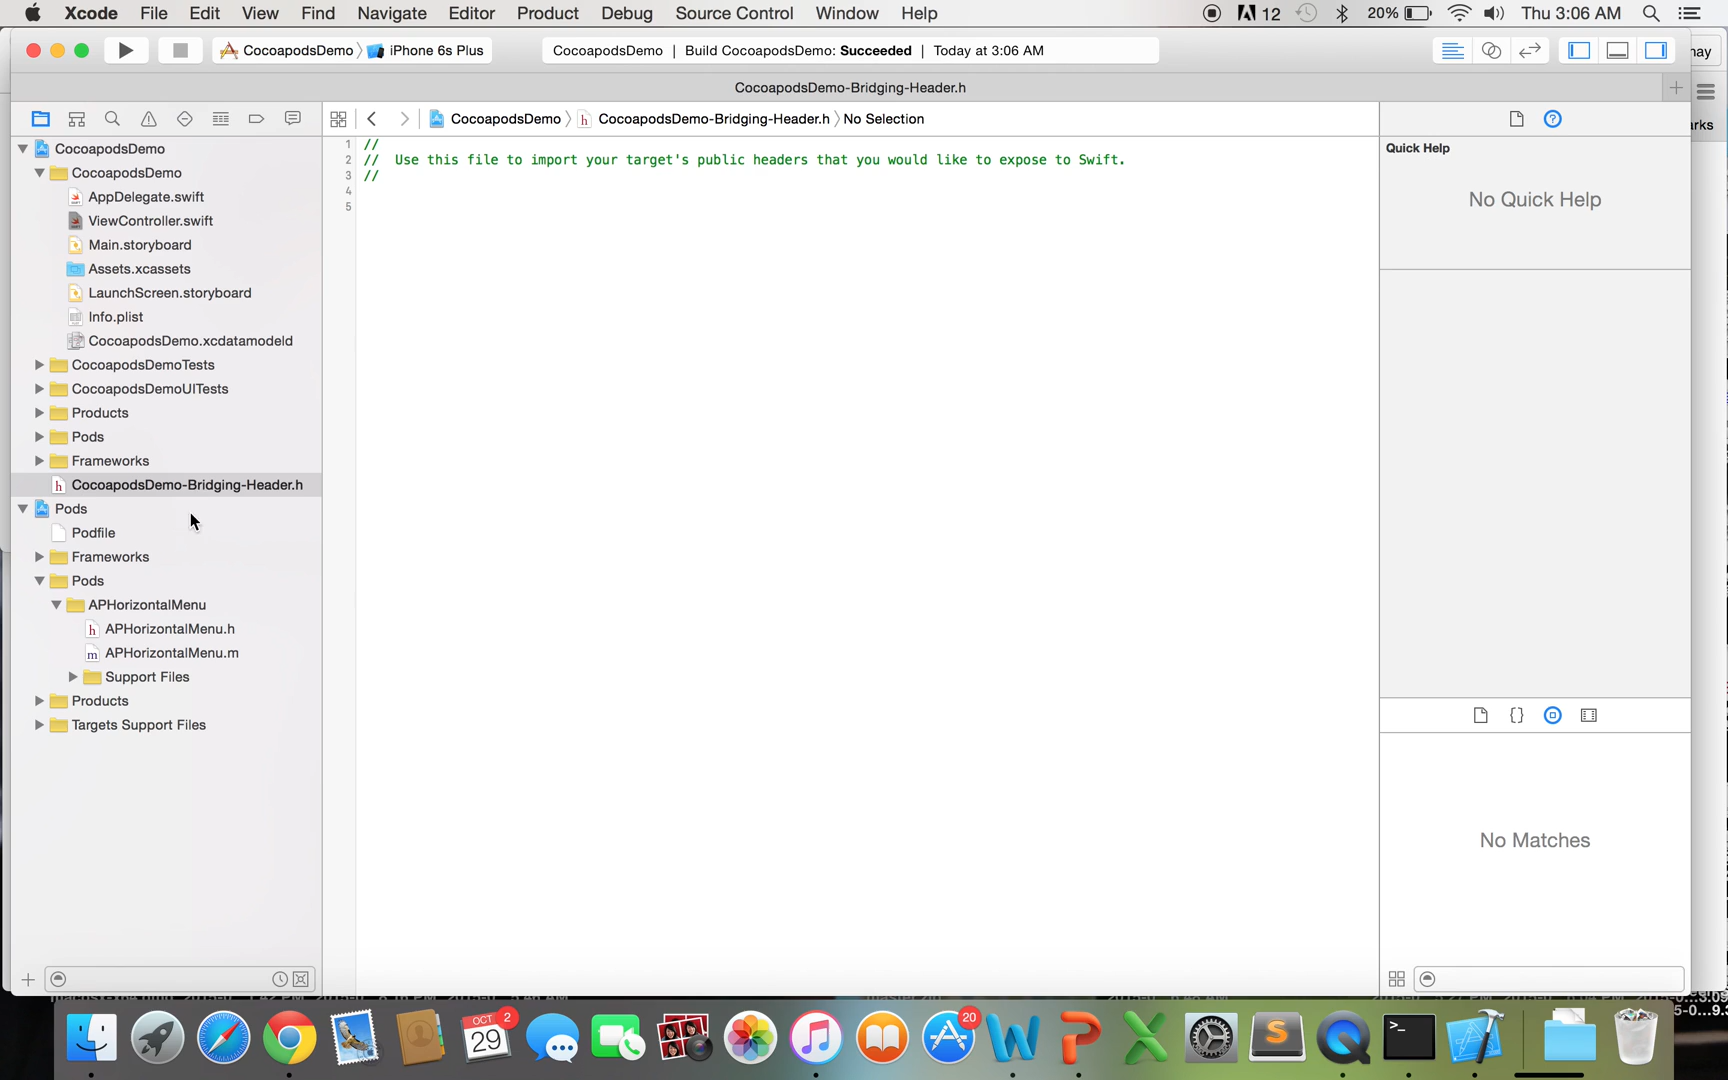 Xcode File Edit View Find Navigate Editor Product Debug Source Control Window Help 12 20% Thu 3:06 AM
CocoapodsDemo iPhone 6s Plus CocoapodsDemo | Build CocoapodsDemo: Succeeded | Today at 3:06 AM
CocoapodsDemo-Bridging-Header.h
CocoapodsDemo h CocoapodsDemo-Bridging-Header.h No Selection
CocoapodsDemo
CocoapodsDemo
AppDelegate.swift
ViewController.swift
Main.storyboard
Assets.xcassets
LaunchScreen.storyboard
Info.plist
CocoapodsDemo.xcdatamodeld
CocoapodsDemoTests
CocoapodsDemoUITests
Products
Pods
Frameworks
h CocoapodsDemo-Bridging-Header.h
Pods
Podfile
Frameworks
Pods
APHorizontalMenu
h APHorizontalMenu.h
m APHorizontalMenu.m
Support Files
Products
Targets Support Files
1 //
2 // Use this file to import your target's public headers that you would like to expose to Swift.
3 //
4
5
Quick Help
No Quick Help
{}
No Matches
OCT
29
2
20